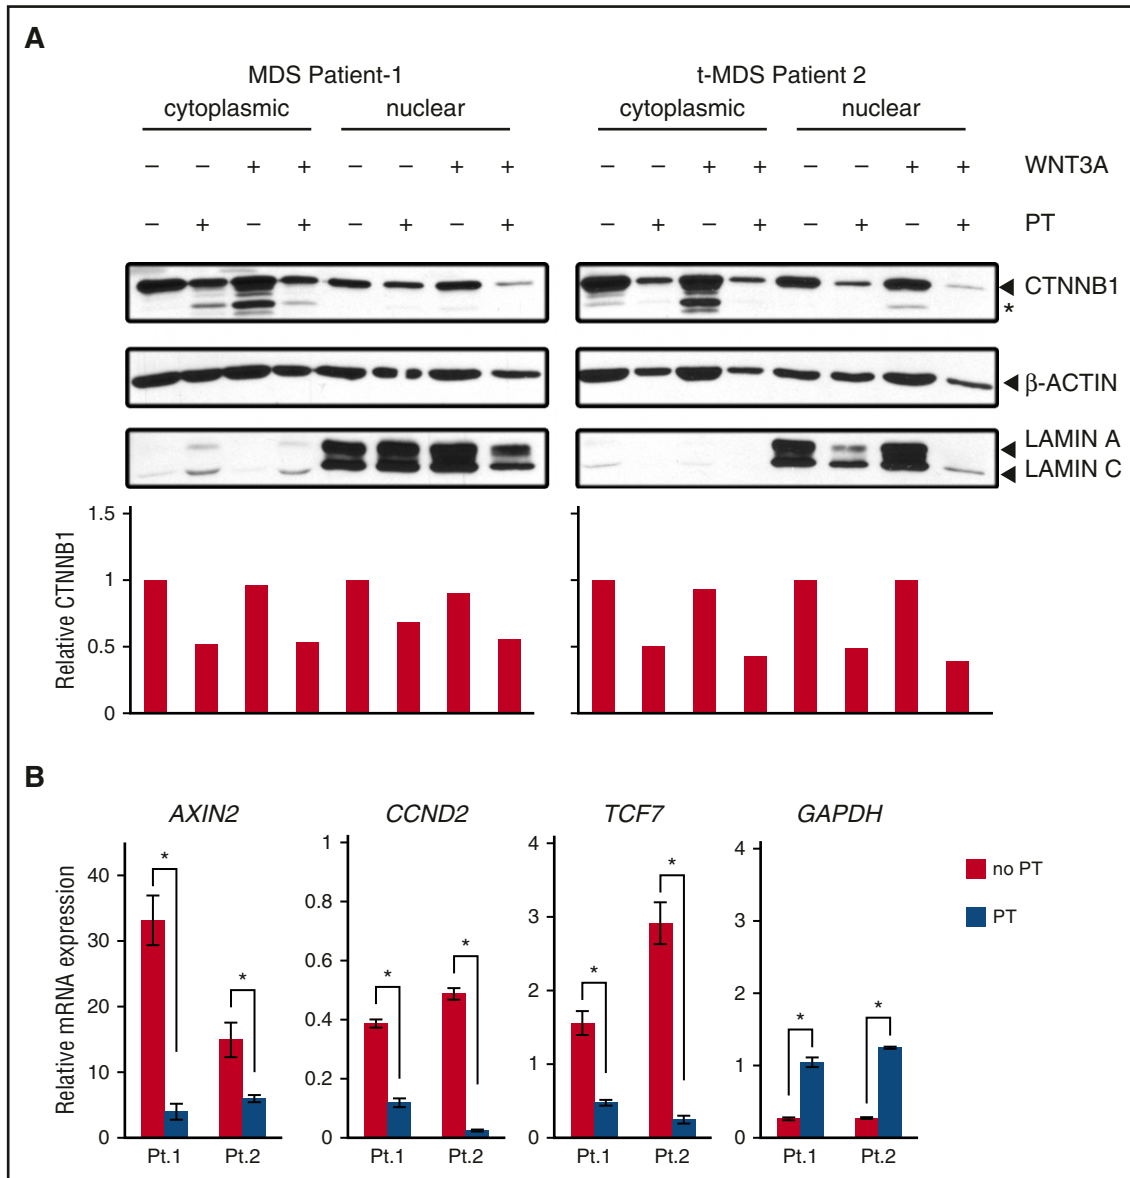 A
MDS Patient-1 t-MDS Patient 2
cytoplasmic nuclear cytoplasmic nuclear
– – + + – – + + – – + + – – + + WNT3A
– + – + – + – + – + – + – + – + PT
CTNNB1
*
β-ACTIN
LAMIN A
LAMIN C
Relative CTNNB1
1.5
1
0.5
0
B
AXIN2 CCND2 TCF7 GAPDH
Relative mRNA expression
40
30
20
10
0
* *
Pt.1 Pt.2
1
0.8
0.6
0.4
0.2
0
* *
Pt.1 Pt.2
4
3
2
1
0
* *
Pt.1 Pt.2
4
3
2
1
0
* *
Pt.1 Pt.2
no PT
PT